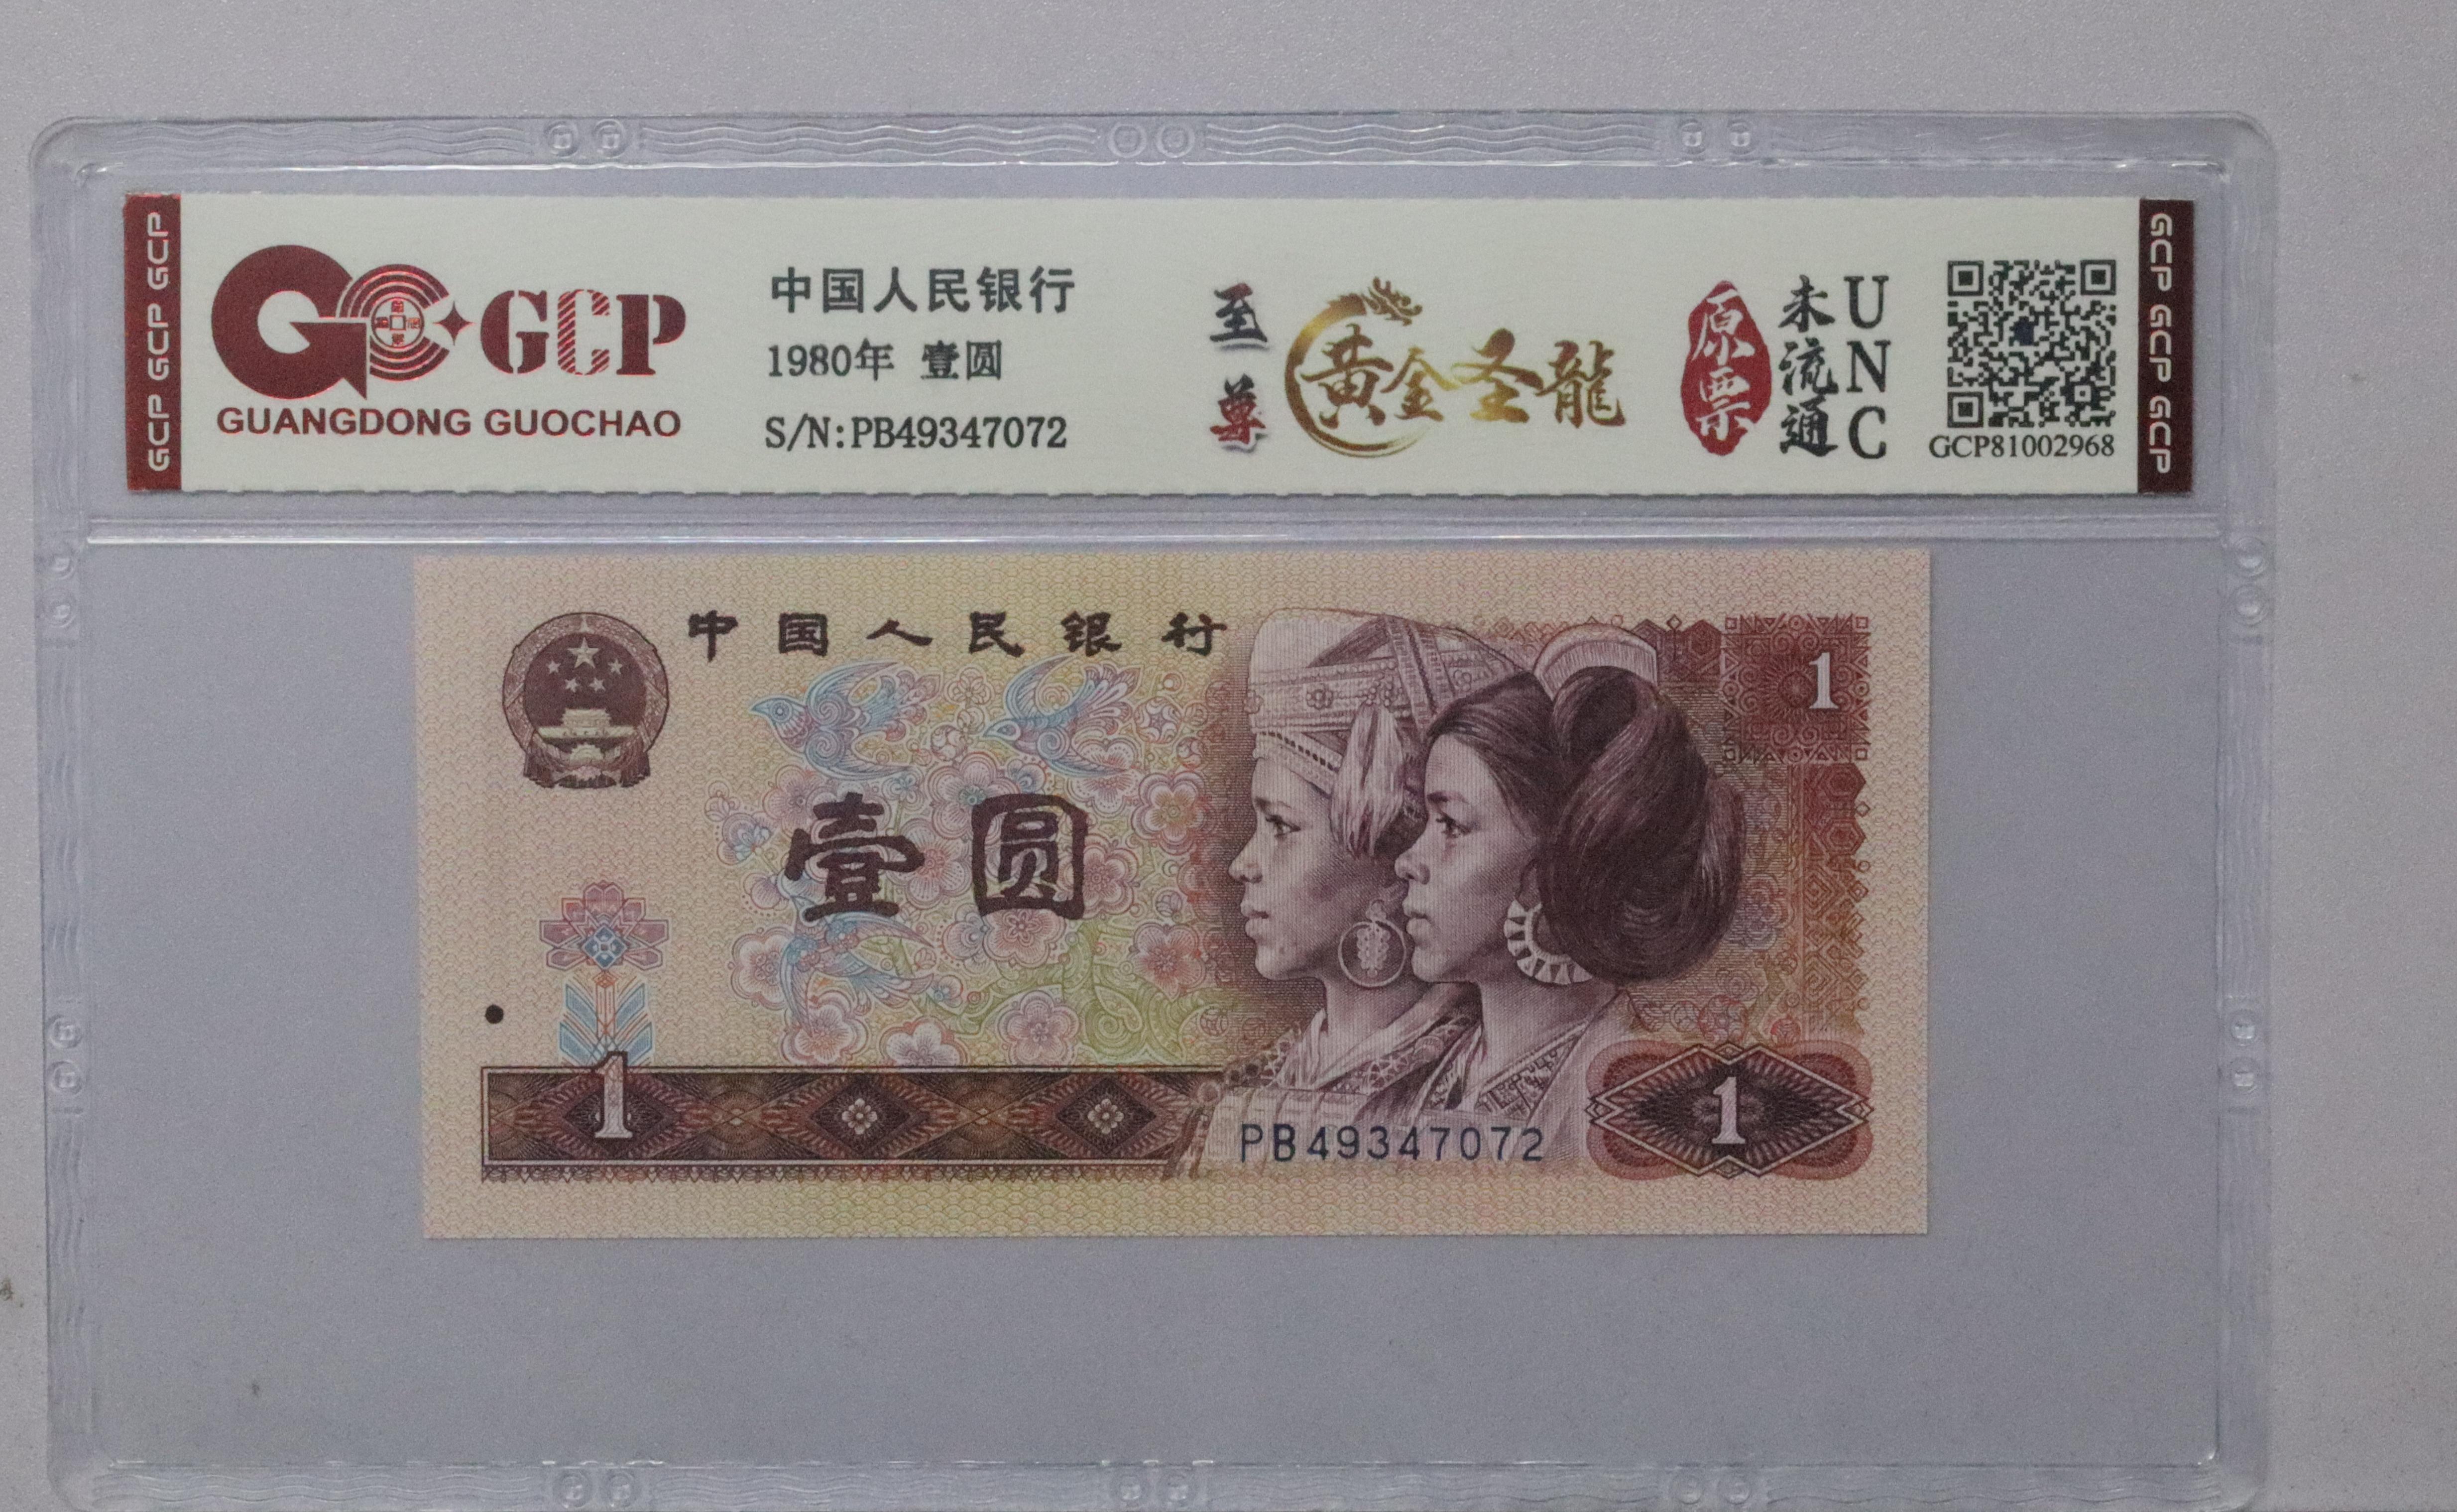 GCP GCP GCP
GCP
GUANGDONG GUOCHAO
中国人民银行
1980年 壹圆
S/N:PB49347072
至尊
黄金圣龍
原票
未流通
UNC
GCP81002968
GCP GCP GCP
中国人民银行
1
壹圆
1
PB49347072
1